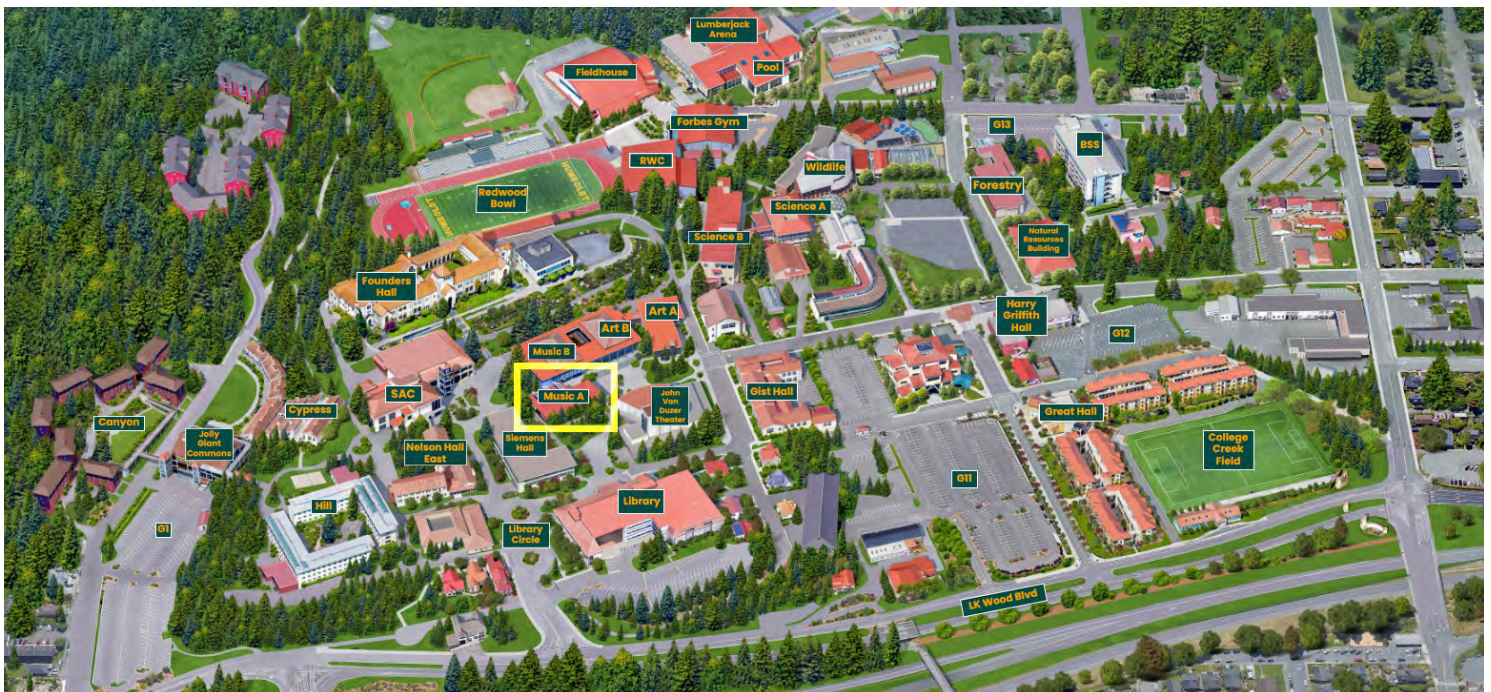 Lumberjack
Arena
Pool
Fieldhouse
Forbes Gym
G13
BSS
RWC
Wildlife
HUMBOLDT
LUMBERJACKS
Redwood
Bowl
Forestry
Science A
Science B
Natural
Resources
Building
Founders
Hall
Art A
Art B
Harry
Griffith
Hall
G12
Music B
Music A
SAC
John
Van
Duzer
Theater
Gist Hall
Cypress
Great Hall
Canyon
Jolly
Giant
Commons
Nelson Hall
East
Siemens
Hall
College
Creek
Field
G11
Hill
Library
G1
Library
Circle
LK Wood Blvd